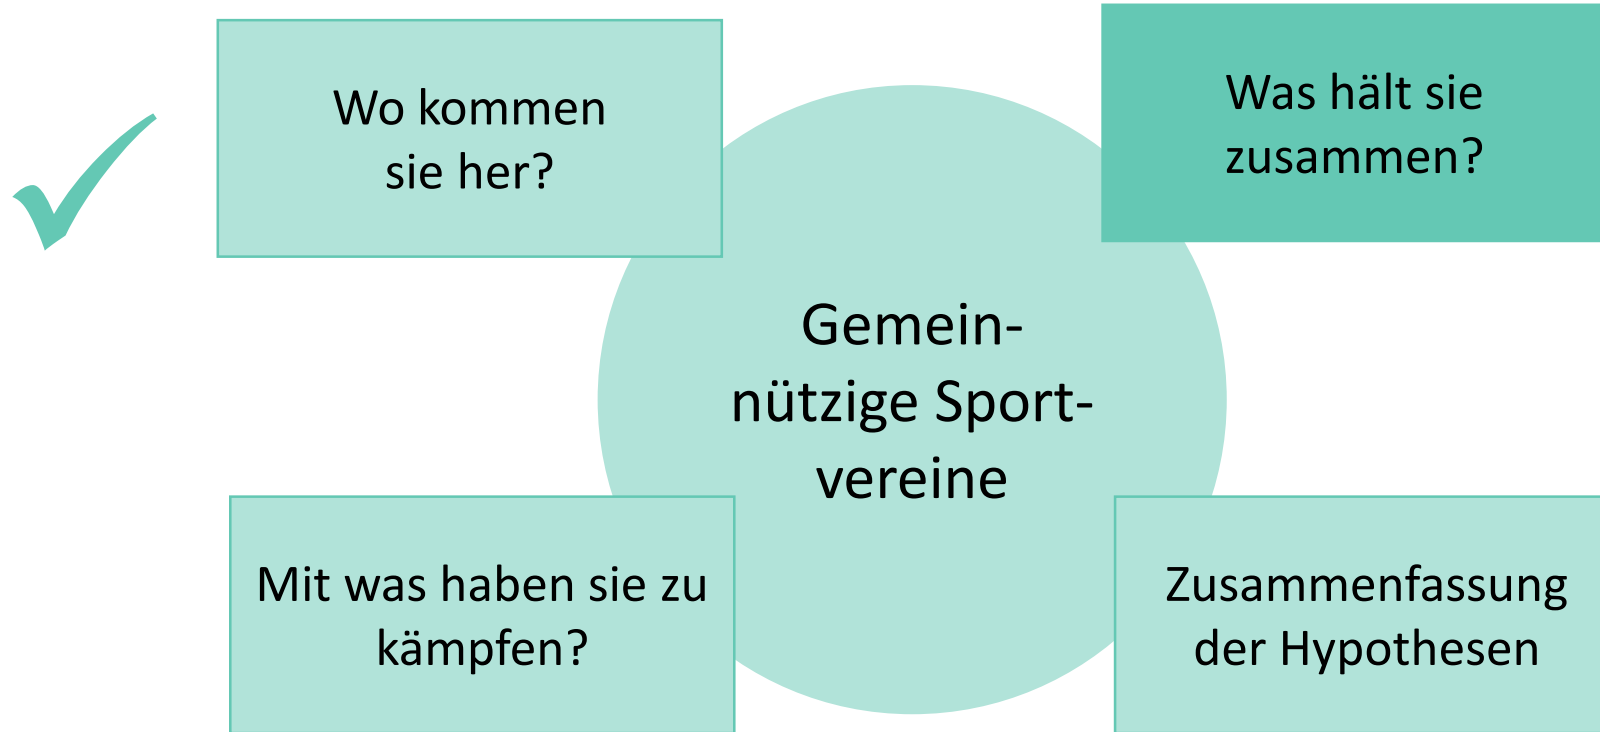 Wo kommen
sie her?
Was hält sie
zusammen?
Gemein-
nützige Sport-
vereine
Mit was haben sie zu
kämpfen?
Zusammenfassung
der Hypothesen